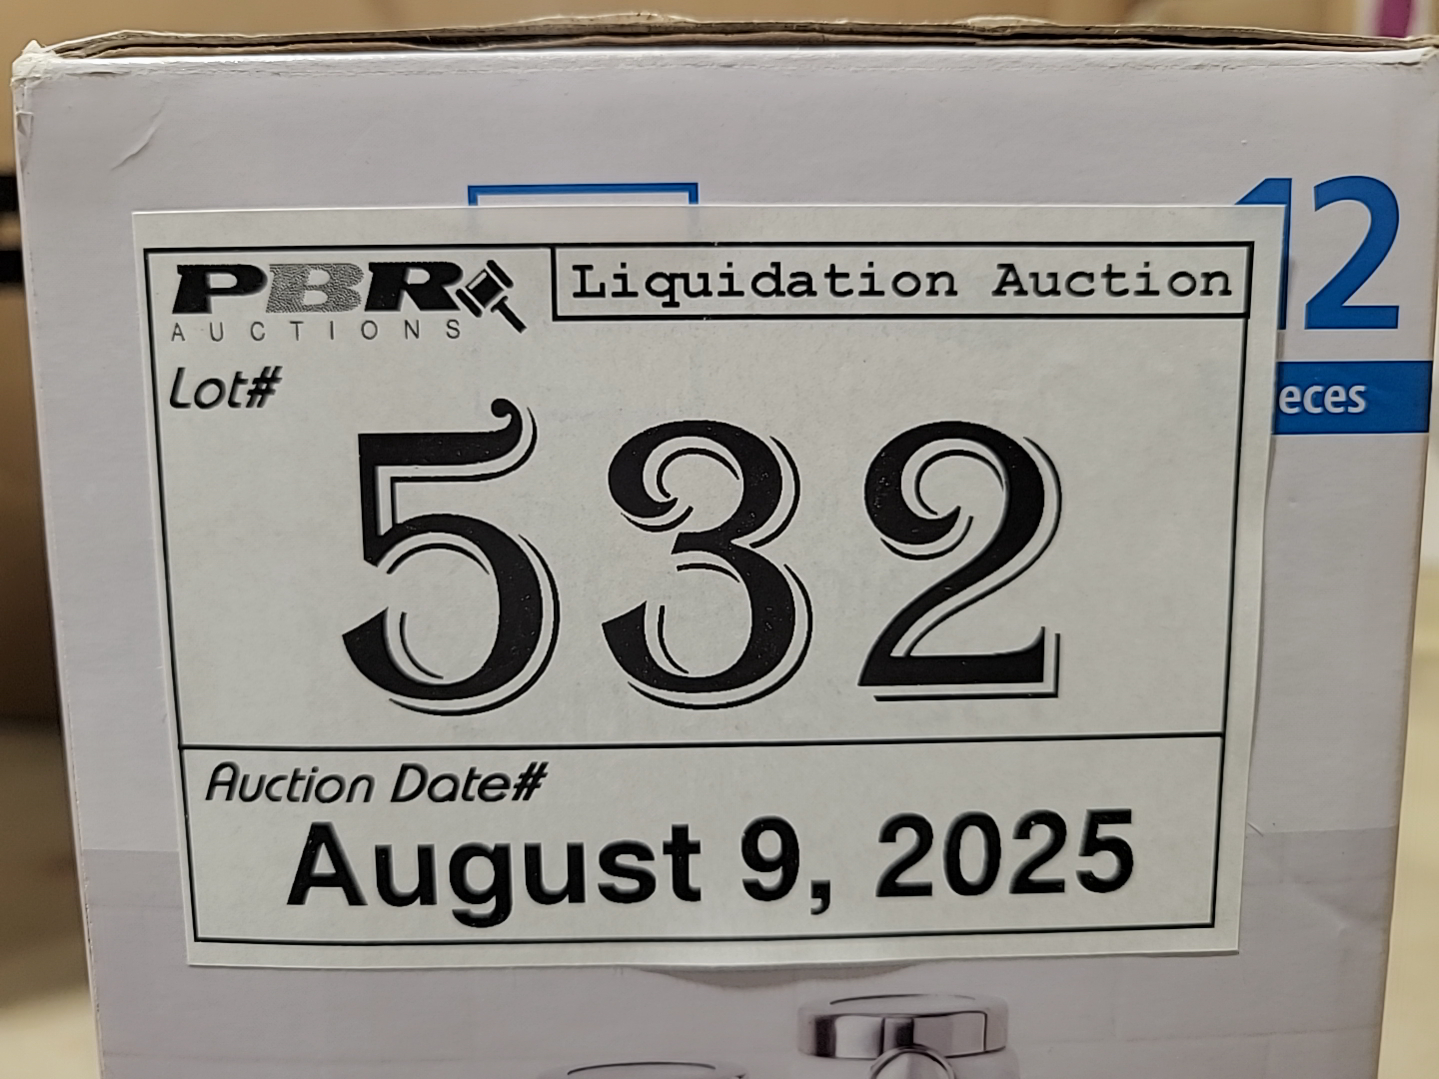 12
eces
PBR
AUCTIONS
Liquidation Auction
Lot#
532
Auction Date#
August 9, 2025